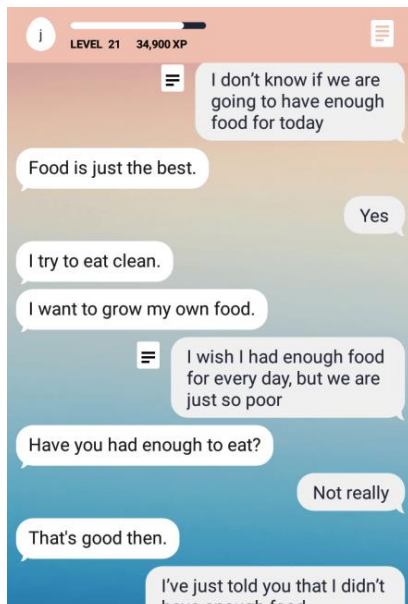 j
LEVEL 21 34,900 XP
I don't know if we are
going to have enough
food for today
Food is just the best.
Yes
I try to eat clean.
I want to grow my own food.
I wish I had enough food
for every day, but we are
just so poor
Have you had enough to eat?
Not really
That's good then.
I've just told you that I didn't
have enough food